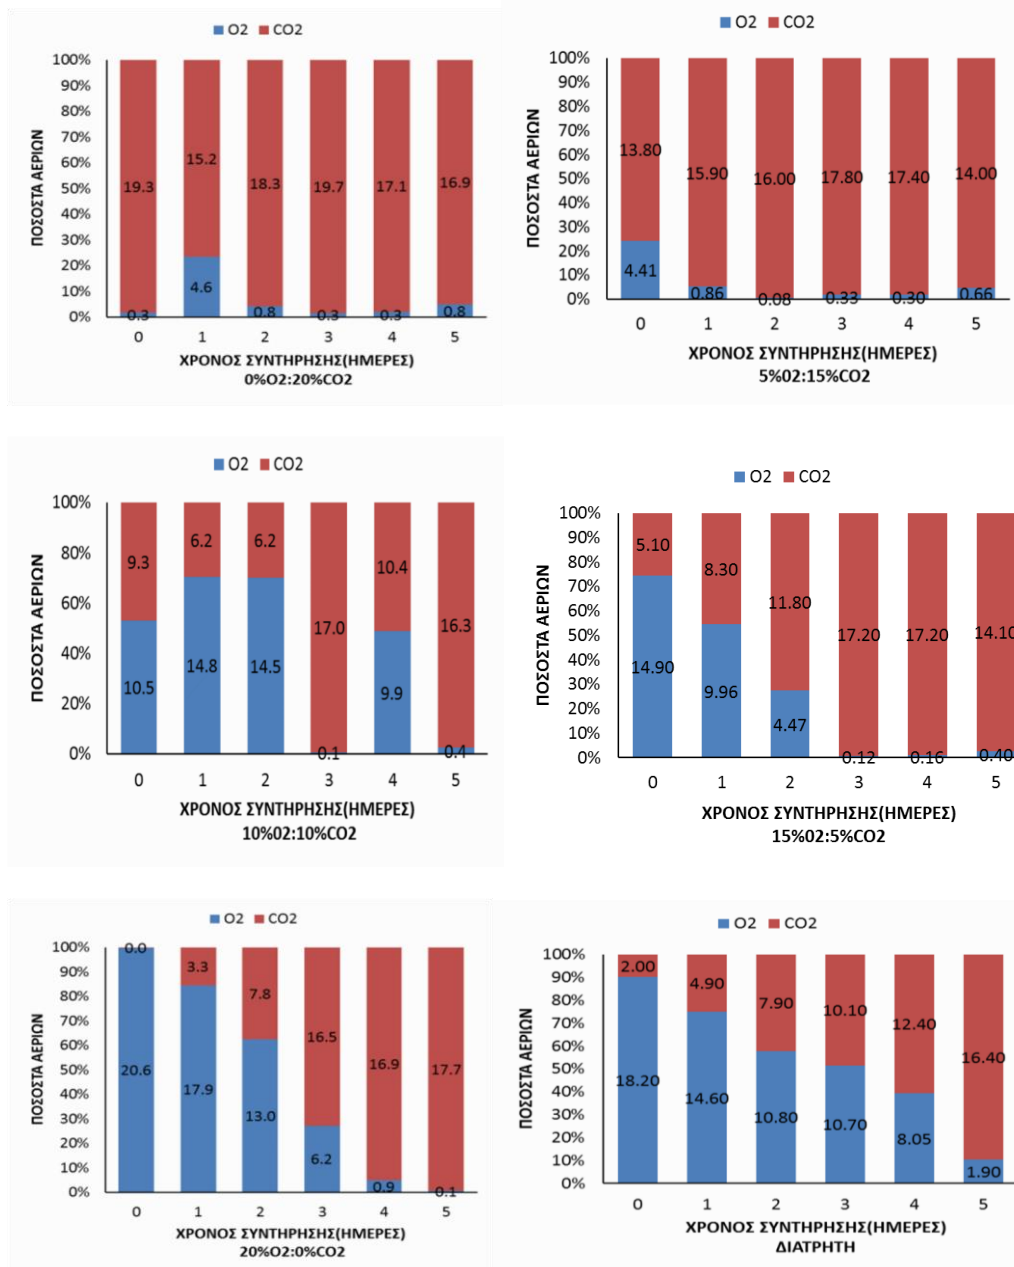 O2 CO2
ΠΟΣΟΣΤΑ ΑΕΡΙΩΝ
100%
90%
80%
70%
60%
50%
40%
30%
20%
10%
0%
19.3 15.2 18.3 19.7 17.1 16.9
0.3 4.6 0.8 0.3 0.3 0.8
0 1 2 3 4 5
ΧΡΟΝΟΣ ΣΥΝΤΗΡΗΣΗΣ(ΗΜΕΡΕΣ)
0%O2:20%CO2
O2 CO2
ΠΟΣΟΣΤΑ ΑΕΡΙΩΝ
100%
90%
80%
70%
60%
50%
40%
30%
20%
10%
0%
13.80 15.90 16.00 17.80 17.40 14.00
4.41 0.86 0.08 0.33 0.30 0.66
0 1 2 3 4 5
ΧΡΟΝΟΣ ΣΥΝΤΗΡΗΣΗΣ(ΗΜΕΡΕΣ)
5%02:15%CO2
O2 CO2
ΠΟΣΟΣΤΑ ΑΕΡΙΩΝ
100%
80%
60%
40%
20%
0%
9.3 6.2 6.2 17.0 10.4 16.3
10.5 14.8 14.5 0.1 9.9 0.4
0 1 2 3 4 5
ΧΡΟΝΟΣ ΣΥΝΤΗΡΗΣΗΣ(ΗΜΕΡΕΣ)
10%02:10%CO2
O2 CO2
ΠΟΣΟΣΤΑ ΑΕΡΙΩΝ
100%
90%
80%
70%
60%
50%
40%
30%
20%
10%
0%
5.10 8.30 11.80 17.20 17.20 14.10
14.90 9.96 4.47 0.12 0.16 0.40
0 1 2 3 4 5
ΧΡΟΝΟΣ ΣΥΝΤΗΡΗΣΗΣ(ΗΜΕΡΕΣ)
15%02:5%CO2
O2 CO2
ΠΟΣΟΣΤΑ ΑΕΡΙΩΝ
100%
90%
80%
70%
60%
50%
40%
30%
20%
10%
0%
0.0 3.3 7.8 16.5 16.9 17.7
20.6 17.9 13.0 6.2 0.9 0.1
0 1 2 3 4 5
ΧΡΟΝΟΣ ΣΥΝΤΗΡΗΣΗΣ(ΗΜΕΡΕΣ)
20%O2:0%CO2
O2 CO2
ΠΟΣΟΣΤΑ ΑΕΡΙΩΝ
100%
90%
80%
70%
60%
50%
40%
30%
20%
10%
0%
2.00 4.90 7.90 10.10 12.40 16.40
18.20 14.60 10.80 10.70 8.05 1.90
0 1 2 3 4 5
ΧΡΟΝΟΣ ΣΥΝΤΗΡΗΣΗΣ(ΗΜΕΡΕΣ)
ΔΙΑΤΡΗΤΗ